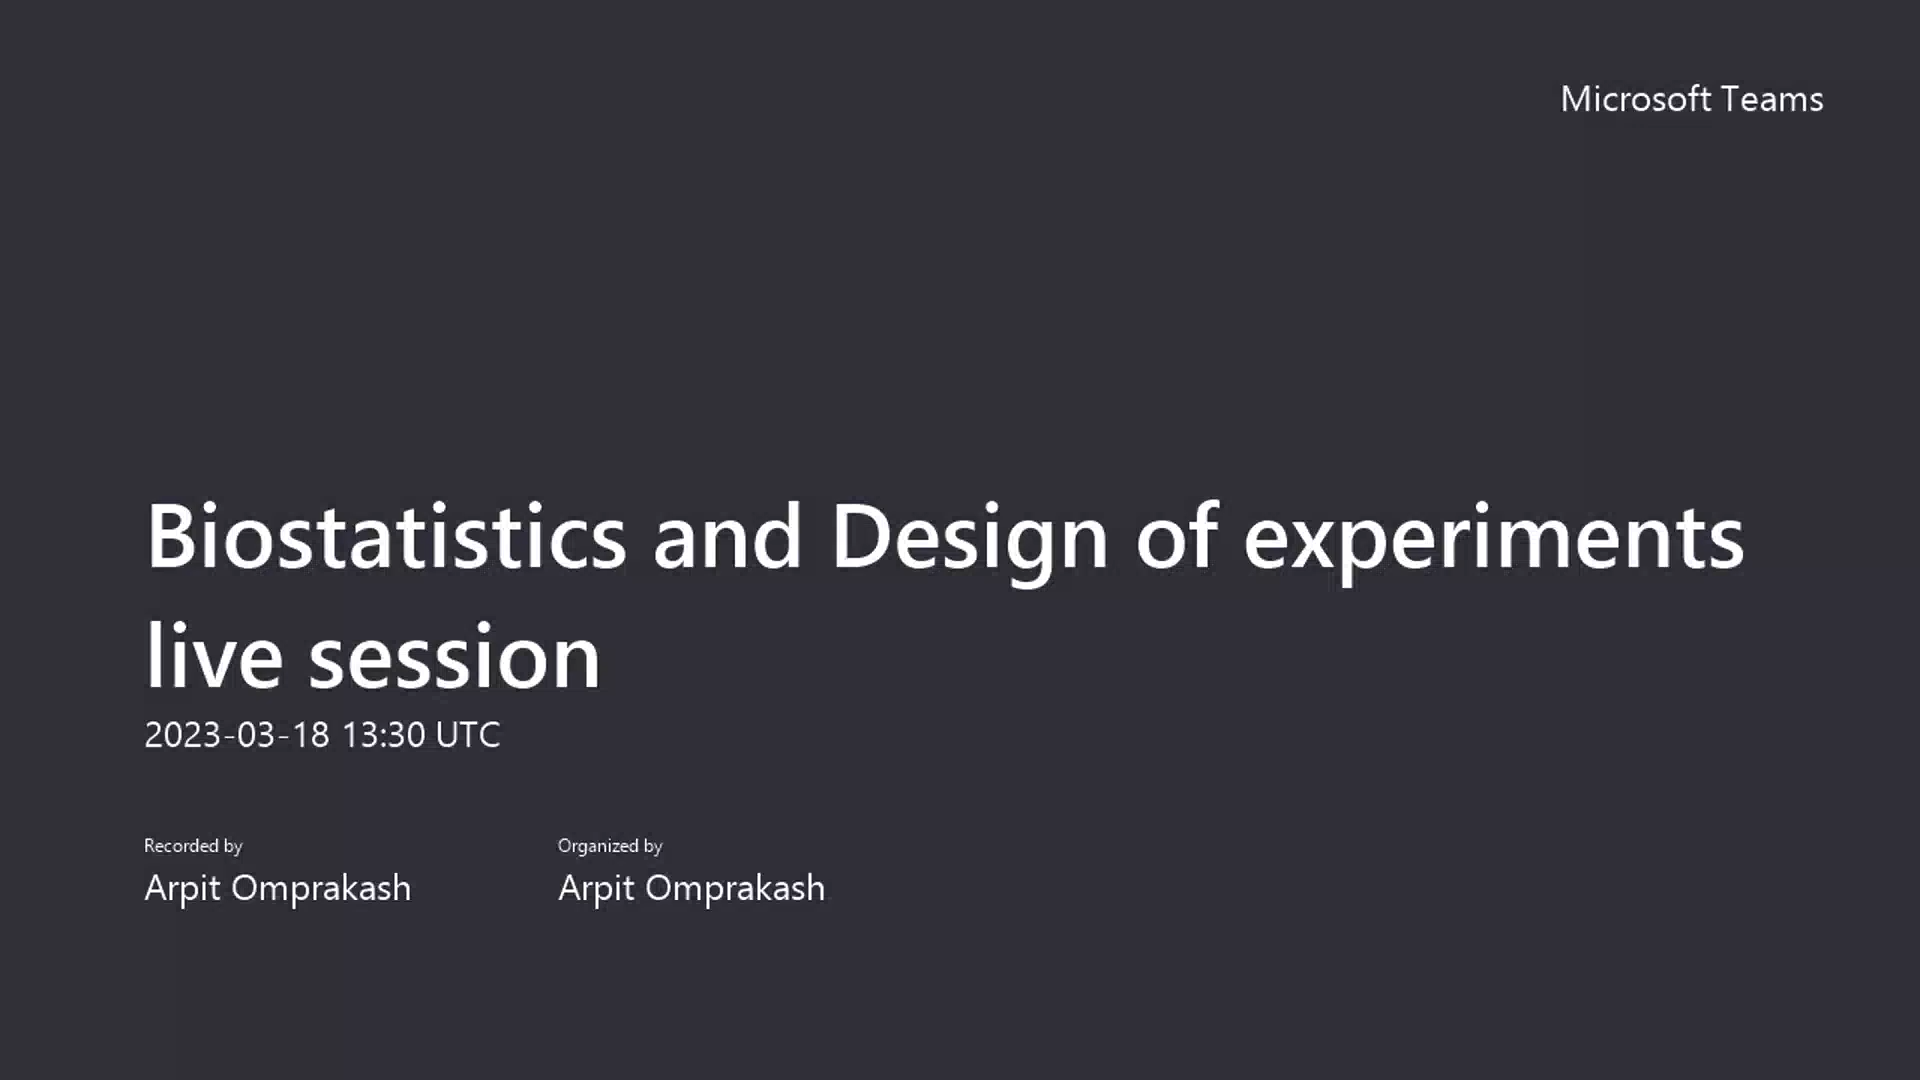 Microsoft Teams
Biostatistics and Design of experiments
live session
2023-03-18 13:30 UTC
Recorded by
Arpit Omprakash
Organized by
Arpit Omprakash